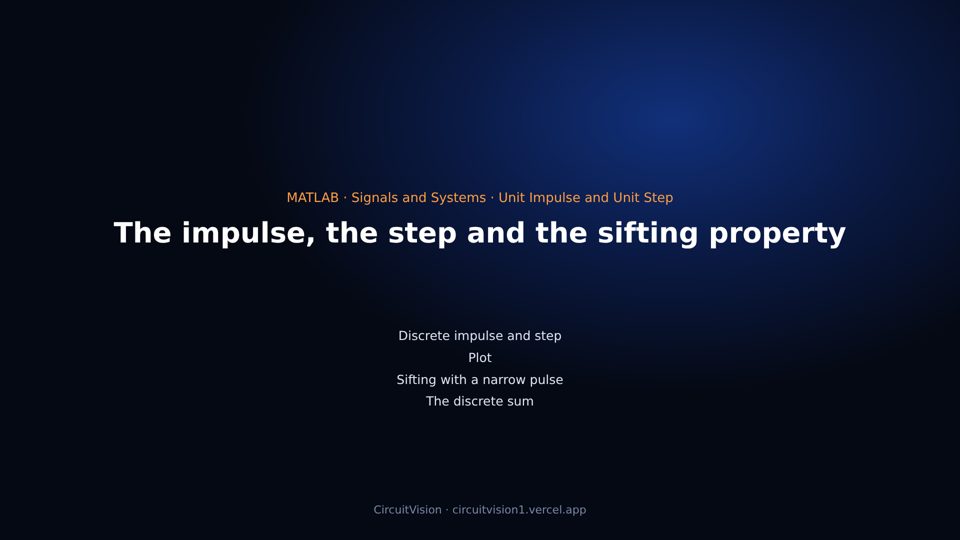 MATLAB · Signals and Systems · Unit Impulse and Unit Step
The impulse, the step and the sifting property
Discrete impulse and step
Plot
Sifting with a narrow pulse
The discrete sum
CircuitVision · circuitvision1.vercel.app